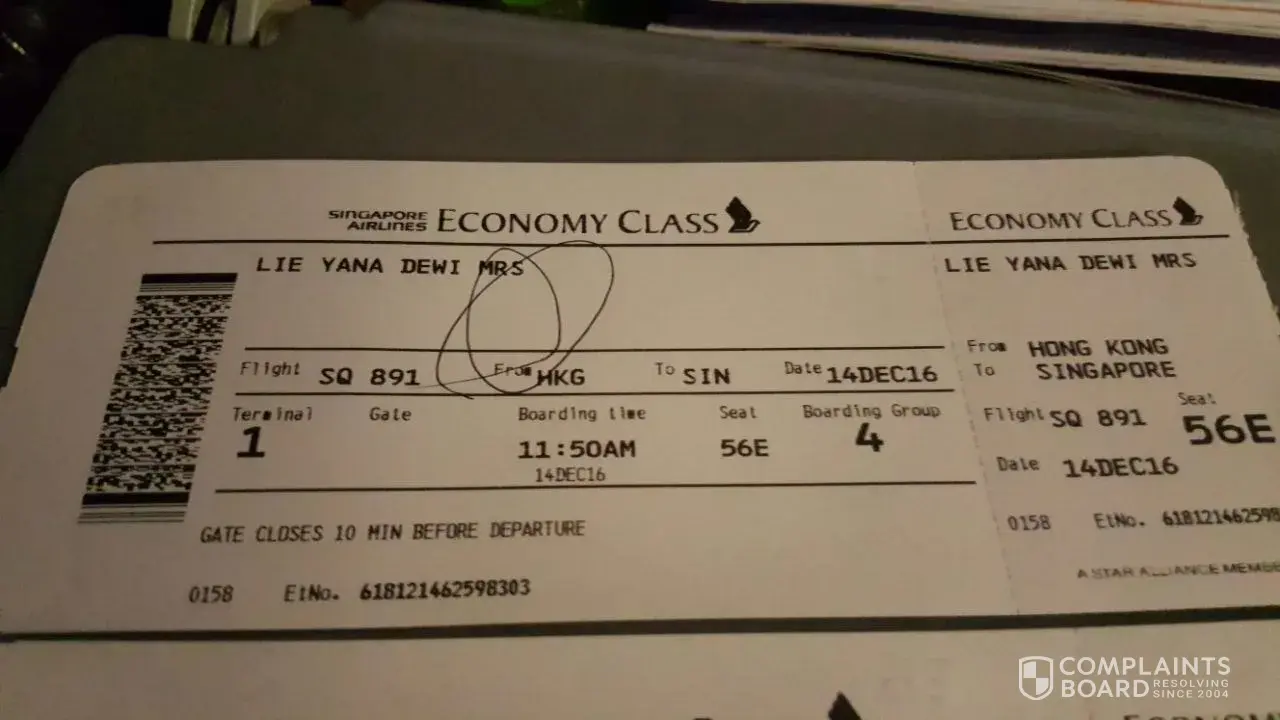 SINGAPORE AIRLINES ECONOMY CLASS
LIE YANA DEWI MRS
Flight SQ 891 From HKG To SIN Date 14DEC16
Terminal Gate Boarding time Seat Boarding Group
1 11:50AM 56E 4
14DEC16
GATE CLOSES 10 MIN BEFORE DEPARTURE
0158 EtNo. 618121462598303
ECONOMY CLASS
LIE YANA DEWI MRS
From HONG KONG
To SINGAPORE
Flight SQ 891 Seat 56E
Date 14DEC16
0158 EtNo. 618121462598
A STAR ALLIANCE MEMBE
COMPLAINTS
BOARD RESOLVING SINCE 2004